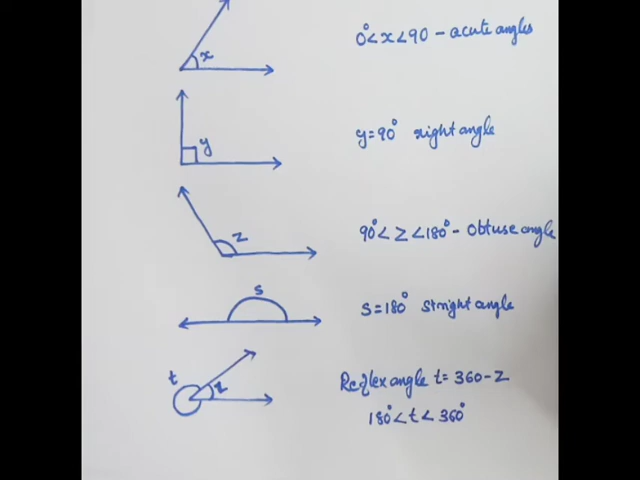 x
0°<x<90 - acute angles
y
y=90° right angle
z
90°<z<180° - Obtuse angle
s
s=180° straight angle
t
z
Reflex angle t= 360-z
180°<t<360°